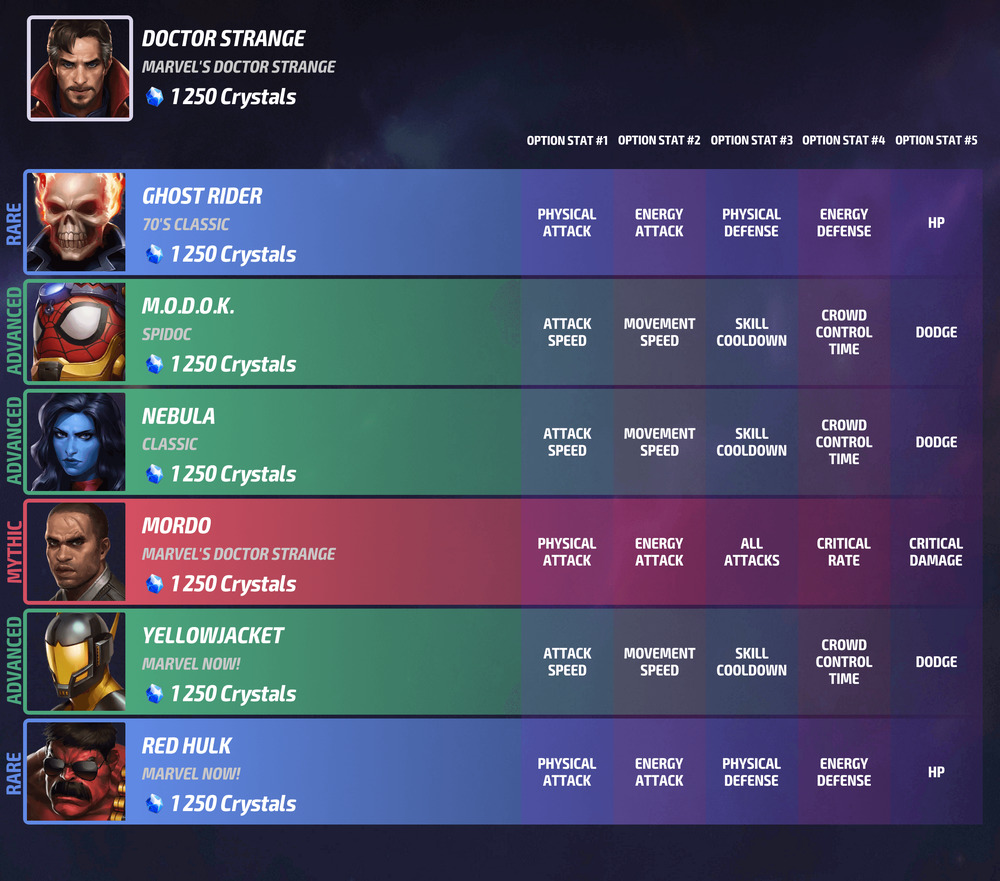 DOCTOR STRANGE
MARVEL'S DOCTOR STRANGE
1 250 Crystals
OPTION STAT #1 OPTION STAT #2 OPTION STAT #3 OPTION STAT #4 OPTION STAT #5
RARE
GHOST RIDER
70'S CLASSIC
1 250 Crystals
PHYSICAL
ATTACK
ENERGY
ATTACK
PHYSICAL
DEFENSE
ENERGY
DEFENSE
HP
ADVANCED
M.O.D.O.K.
SPIDOC
1 250 Crystals
ATTACK
SPEED
MOVEMENT
SPEED
SKILL
COOLDOWN
CROWD
CONTROL
TIME
DODGE
ADVANCED
NEBULA
CLASSIC
1 250 Crystals
ATTACK
SPEED
MOVEMENT
SPEED
SKILL
COOLDOWN
CROWD
CONTROL
TIME
DODGE
MYTHIC
MORDO
MARVEL'S DOCTOR STRANGE
1 250 Crystals
PHYSICAL
ATTACK
ENERGY
ATTACK
ALL
ATTACKS
CRITICAL
RATE
CRITICAL
DAMAGE
ADVANCED
YELLOWJACKET
MARVEL NOW!
1 250 Crystals
ATTACK
SPEED
MOVEMENT
SPEED
SKILL
COOLDOWN
CROWD
CONTROL
TIME
DODGE
RARE
RED HULK
MARVEL NOW!
1 250 Crystals
PHYSICAL
ATTACK
ENERGY
ATTACK
PHYSICAL
DEFENSE
ENERGY
DEFENSE
HP